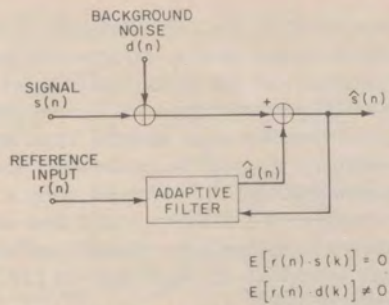 BACKGROUND
NOISE
d(n)
SIGNAL
s(n)
+
−
ŝ(n)
REFERENCE
INPUT
r(n)
d̂(n)
ADAPTIVE
FILTER
E[r(n)·s(k)] = 0
E[r(n)·d(k)] ≠ 0